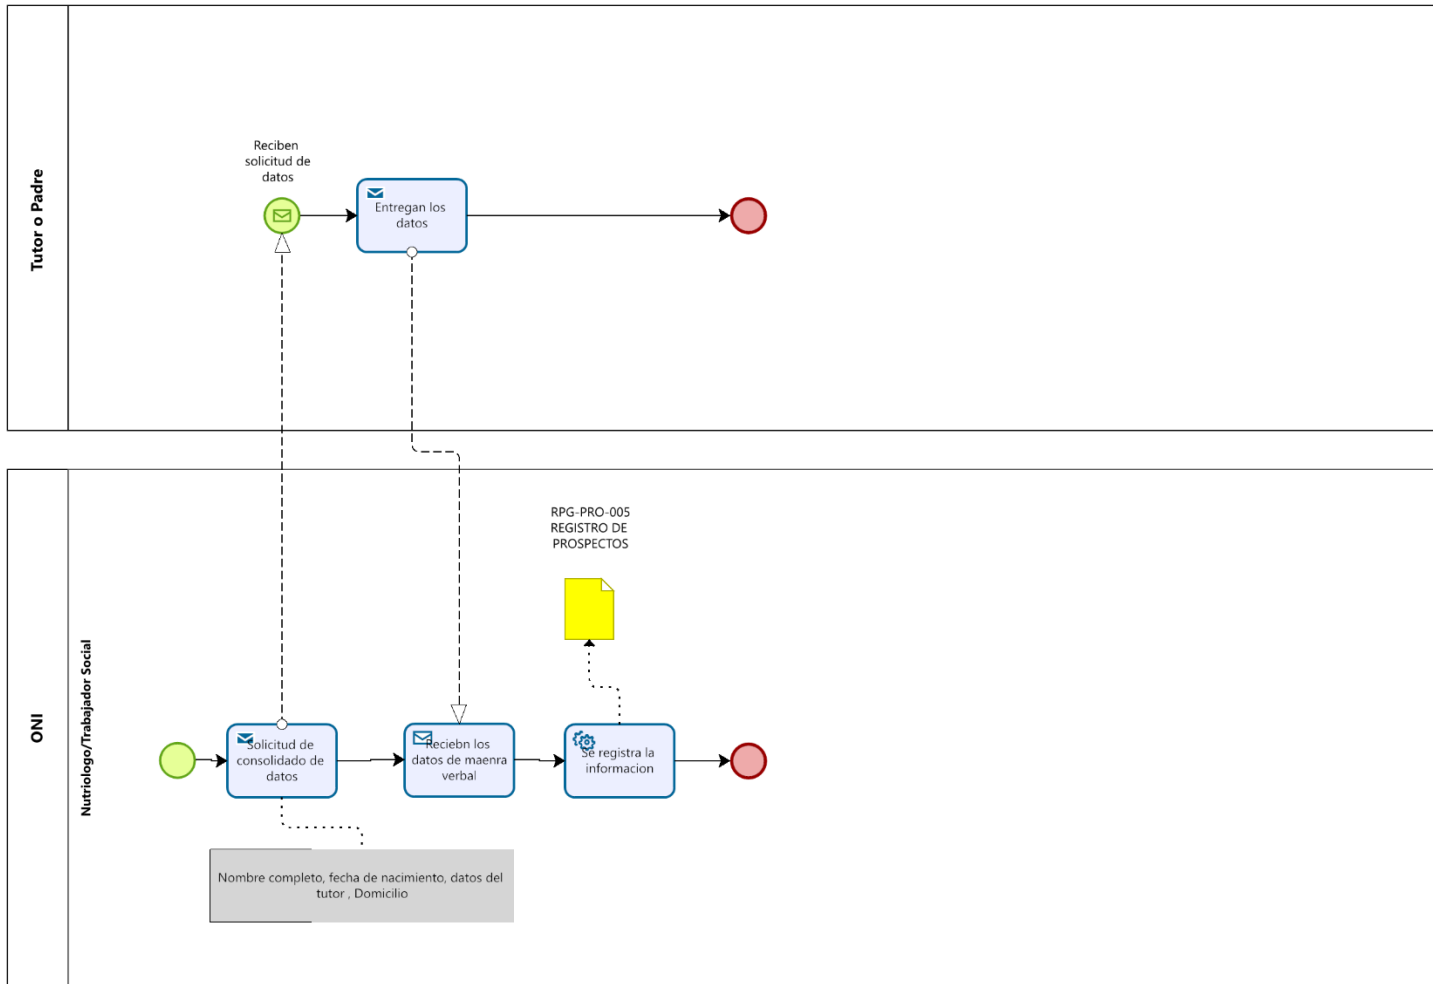 Tutor o Padre
Reciben
solicitud de
datos
Entregan los
datos
ONI
Nutriologo/Trabajador Social
RPG-PRO-005
REGISTRO DE
PROSPECTOS
Solicitud de
consolidado de
datos
Reciebn los
datos de maenra
verbal
Se registra la
informacion
Nombre completo, fecha de nacimiento, datos del
tutor , Domicilio